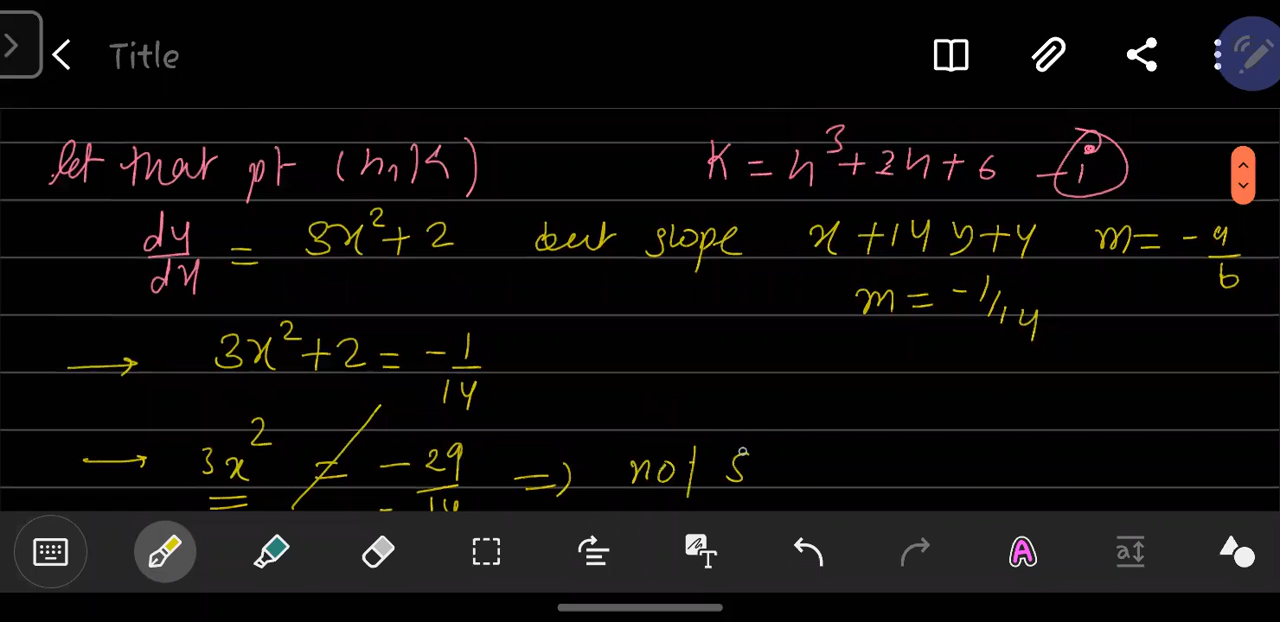 Title
let that pt (h, K) K = h³ + 2h + 6 – i
dy/dx = 3x² + 2 but slope x + 14y + 4 m = -a/b
m = -1/14
→ 3x² + 2 = -1/14
→ 3x² ≠ -29/14 ⇒ no/ S